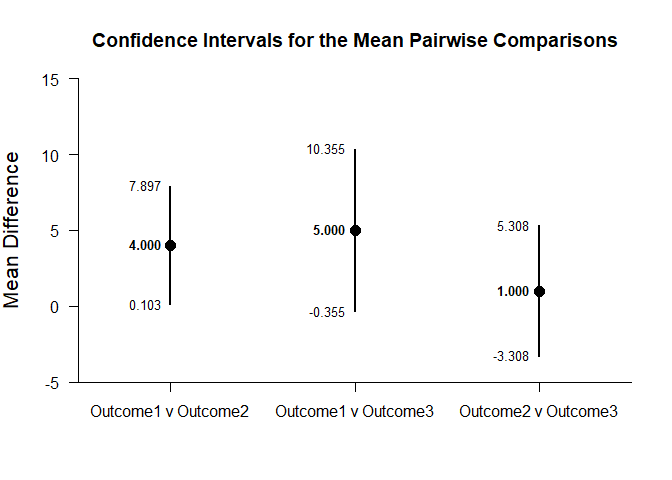 Confidence Intervals for the Mean Pairwise Comparisons
Mean Difference
15
10
5
0
-5
7.897
4.000
0.103
10.355
5.000
-0.355
5.308
1.000
-3.308
Outcome1 v Outcome2
Outcome1 v Outcome3
Outcome2 v Outcome3